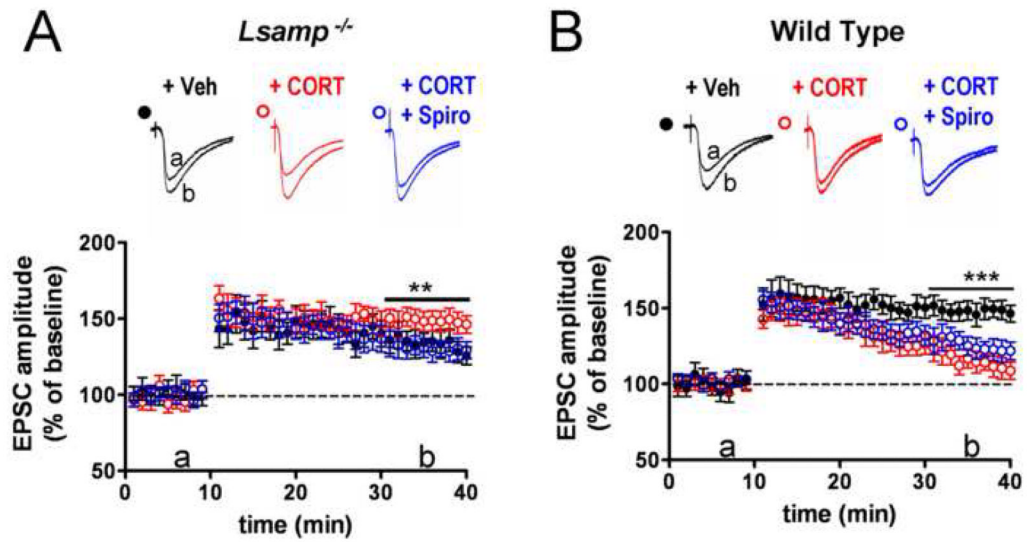 A
Lsamp -/-
+ Veh
+ CORT
+ CORT
+ Spiro
a
b
EPSC amplitude
(% of baseline)
200
150
100
50
**
a
b
0
10
20
30
40
time (min)
B
Wild Type
+ Veh
+ CORT
+ CORT
+ Spiro
a
b
EPSC amplitude
(% of baseline)
200
150
100
50
***
a
b
0
10
20
30
40
time (min)